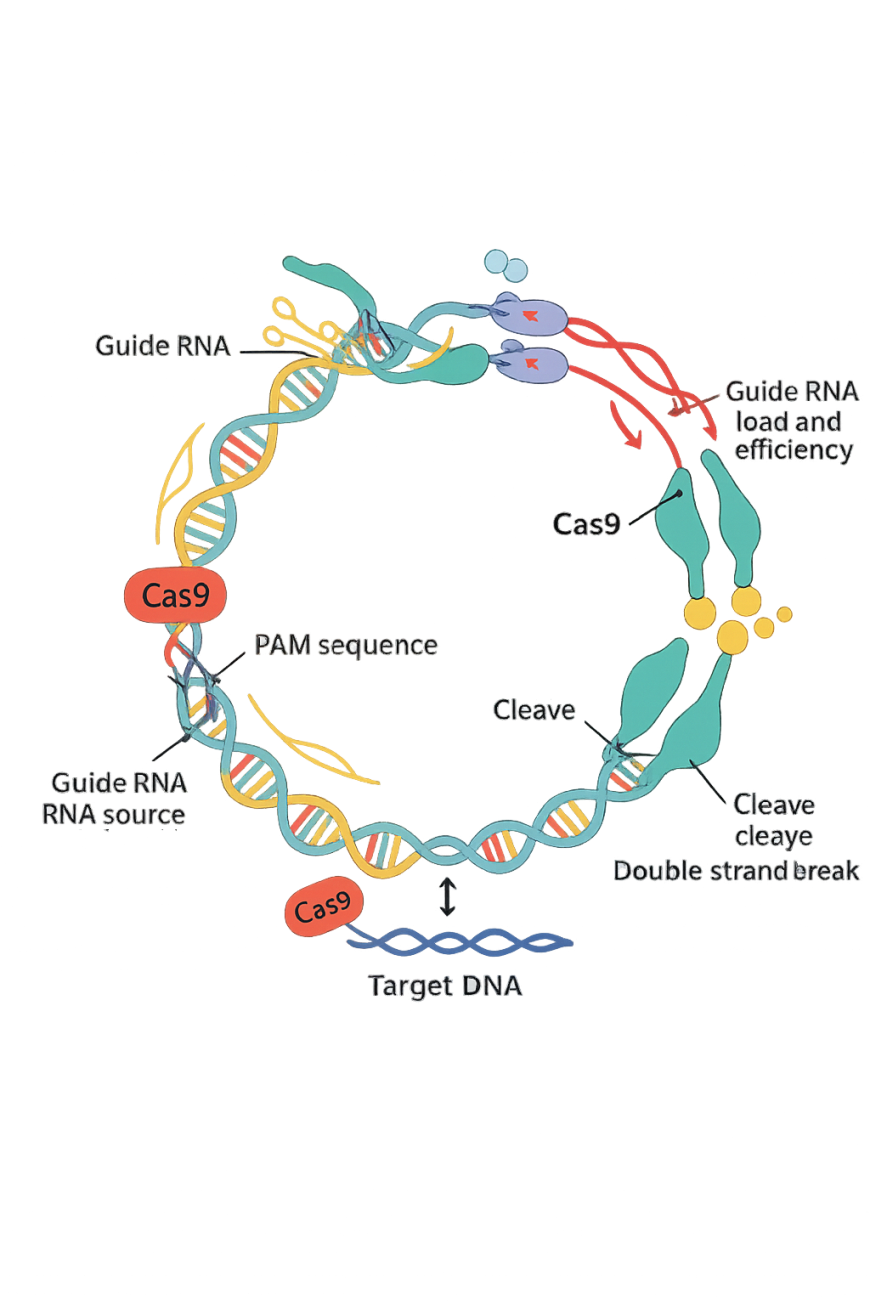 Guide RNA
Guide RNA
load and
efficiency
Cas9
Cas9
PAM sequence
Cleave
Guide RNA
RNA source
Cleave
cleaye
Double strand break
Cas9
Target DNA